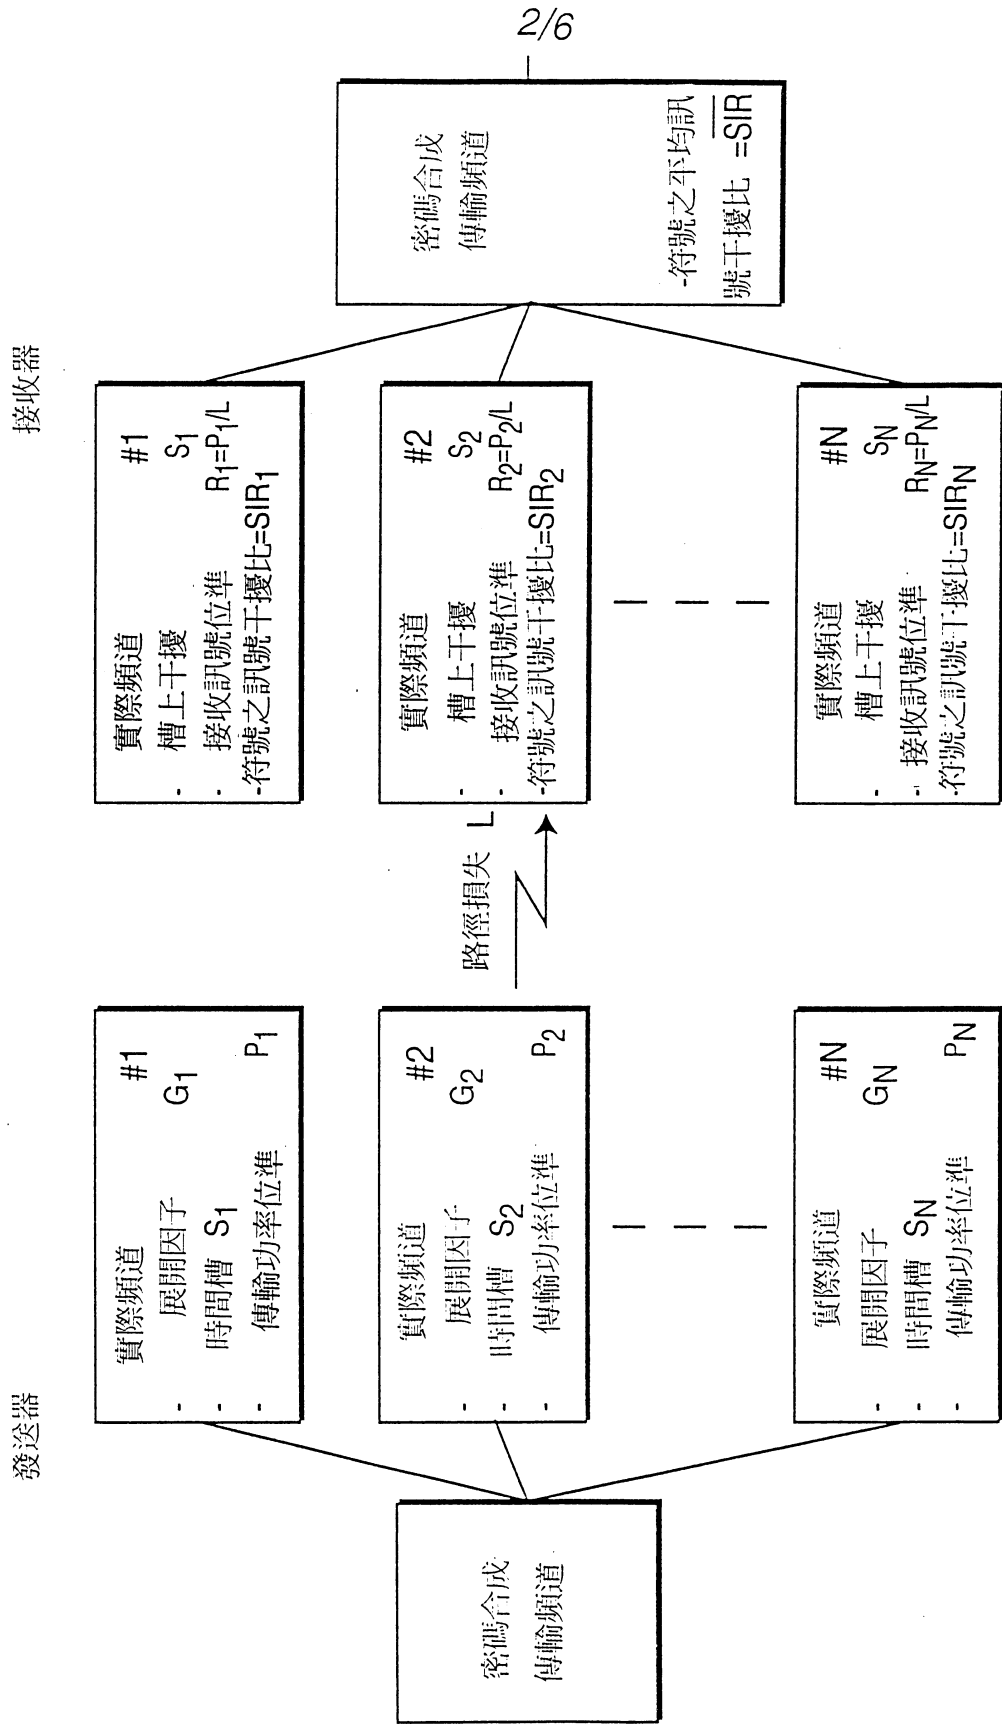 2/6
發送器
密碼合成
傳輸頻道
實際頻道 #1
- 展開因子 G1
- 時間槽 S1
- 傳輸功率位準 P1
實際頻道 #2
- 展開因子 G2
- 時間槽 S2
- 傳輸功率位準 P2
實際頻道 #N
- 展開因子 GN
- 時間槽 SN
- 傳輸功率位準 PN
路徑損失 L
接收器
實際頻道 #1
- 槽上干擾 S1
- 接收訊號位準 R1=P1/L
-符號之訊號干擾比=SIR1
實際頻道 #2
- 槽上干擾 S2
- 接收訊號位準 R2=P2/L
-符號之訊號干擾比=SIR2
實際頻道 #N
- 槽上干擾 SN
- 接收訊號位準 RN=PN/L
-符號之訊號干擾比=SIRN
密碼合成
傳輸頻道
-符號之平均訊
號干擾比 =S̅I̅R̅